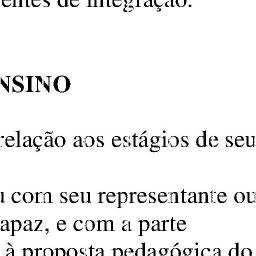 entes de integração.
NSINO
relação aos estágios de seu
com seu representante ou
apaz, e com a parte
à proposta pedagógica do